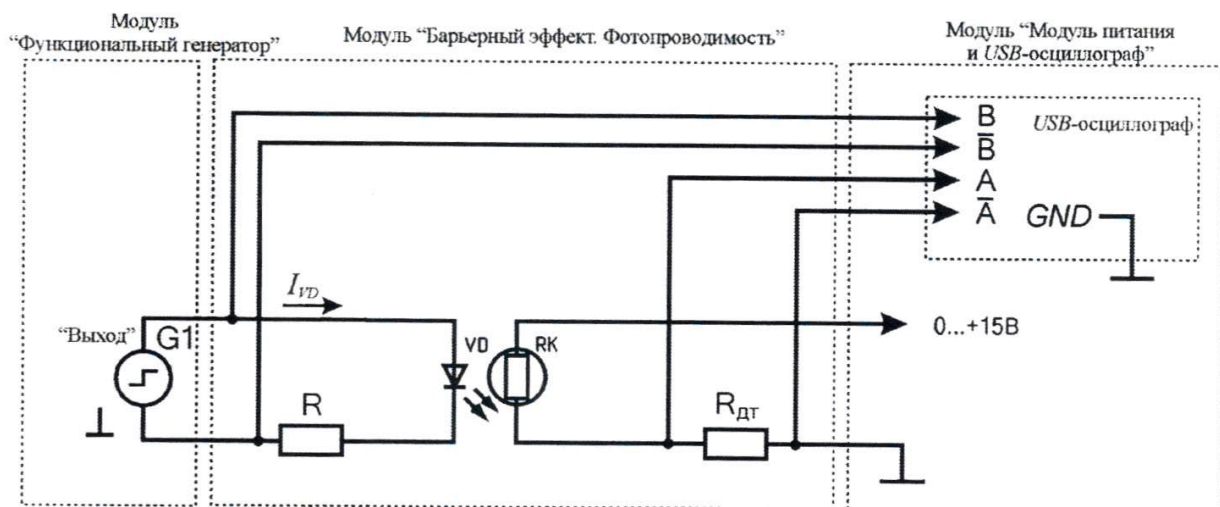 Модуль
“Функциональный генератор”
Модуль “Барьерный эффект. Фотопроводимость”
Модуль “Модуль питания
и USB-осциллограф”
B
USB-осциллограф
B̅
A
A̅
GND
I_VD
“Выход”
G1
VD
RK
0...+15В
R
R_ДТ